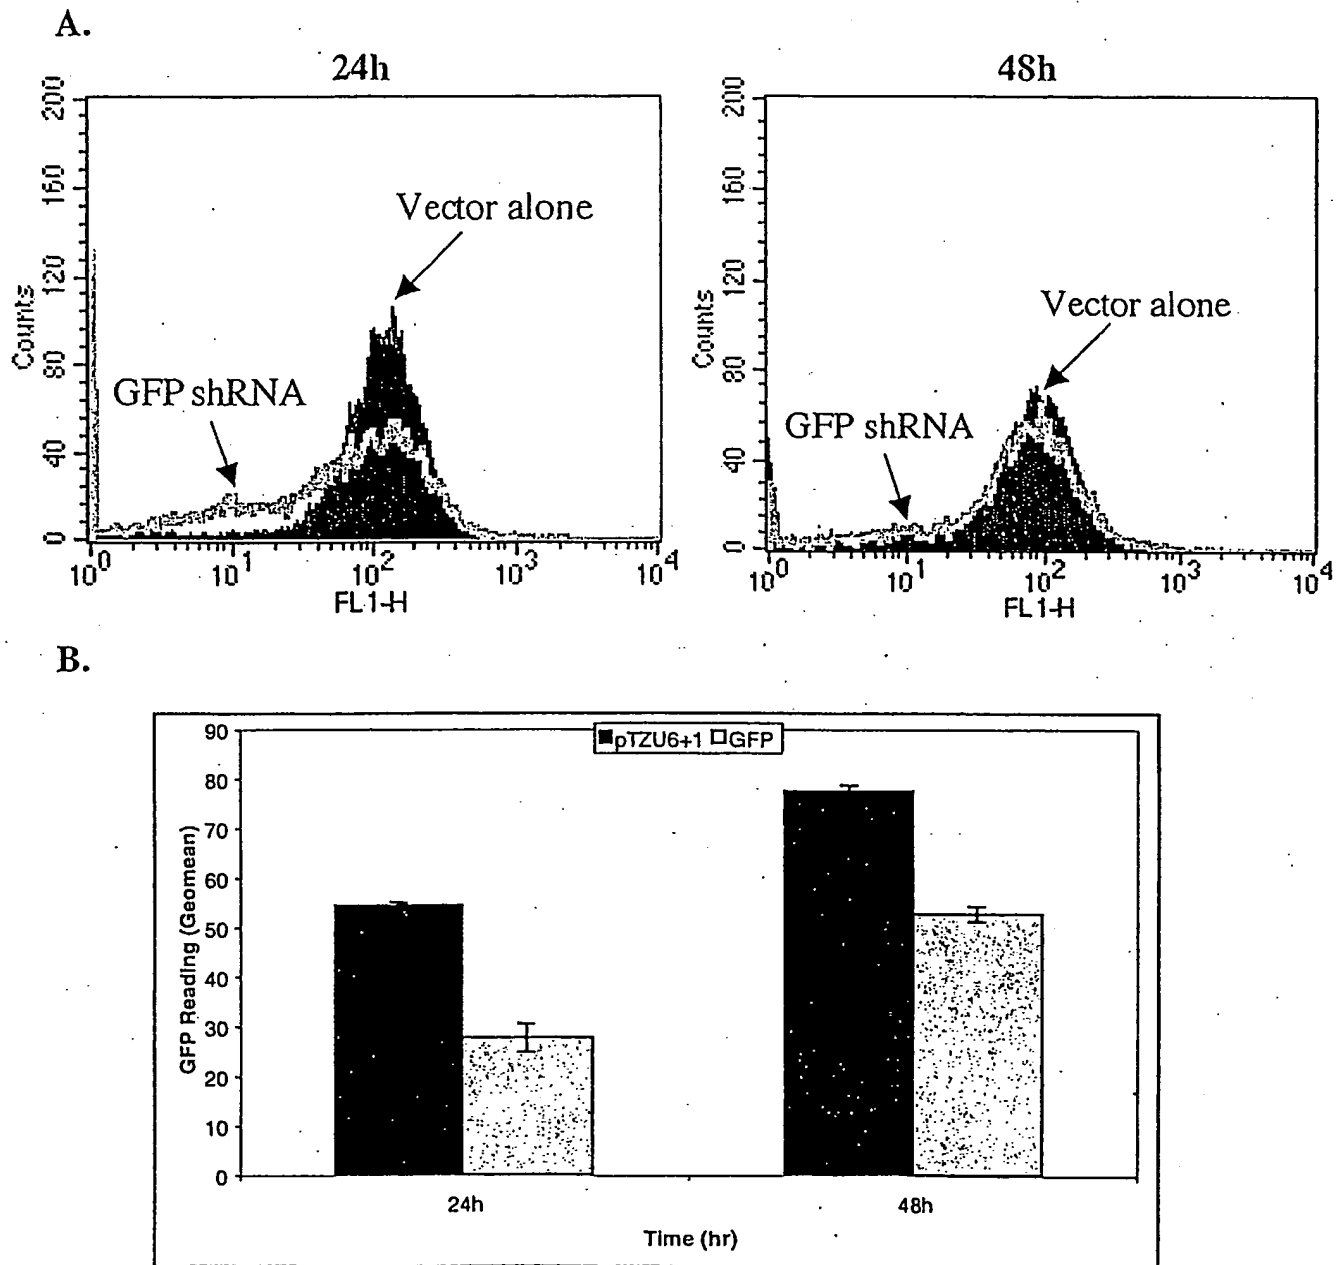 A.
24h
48h
200
160
120
80
40
0
Counts
Vector alone
GFP shRNA
10^0
10^1
10^2
10^3
10^4
FL1-H
200
160
120
80
40
0
Counts
Vector alone
GFP shRNA
10^0
10^1
10^2
10^3
10^4
FL1-H
B.
pTZU6+1 GFP
90
80
70
60
50
40
30
20
10
0
GFP Reading (Geomean)
24h
48h
Time (hr)